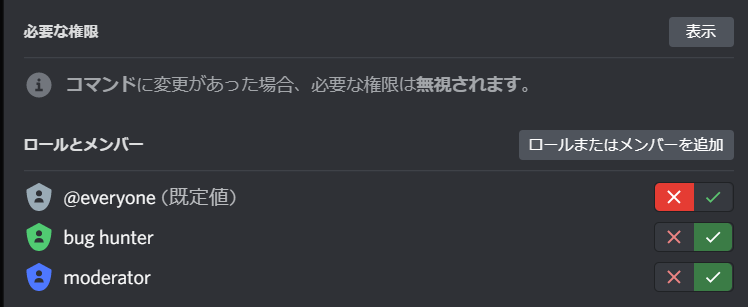 必要な権限
表示
コマンドに変更があった場合、必要な権限は無視されます。
ロールとメンバー
ロールまたはメンバーを追加
@everyone (既定値)
bug hunter
moderator